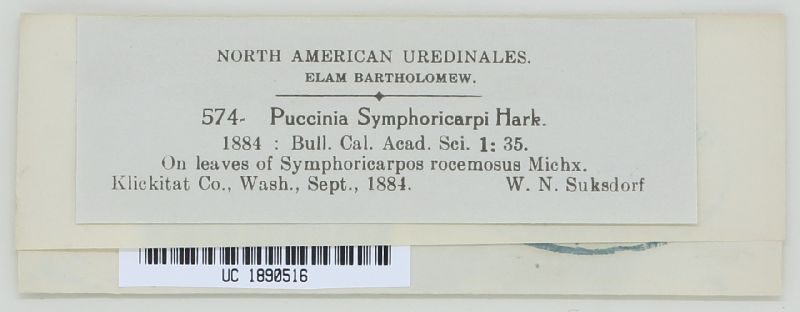 NORTH AMERICAN UREDINALES.
ELAM BARTHOLOMEW.
574- Puccinia Symphoricarpi Hark.
1884 : Bull. Cal. Acad. Sci. 1: 35.
On leaves of Symphoricarpos rocemosus Michx.
Klickitat Co., Wash., Sept., 1884. W. N. Suksdorf
UC 1890516